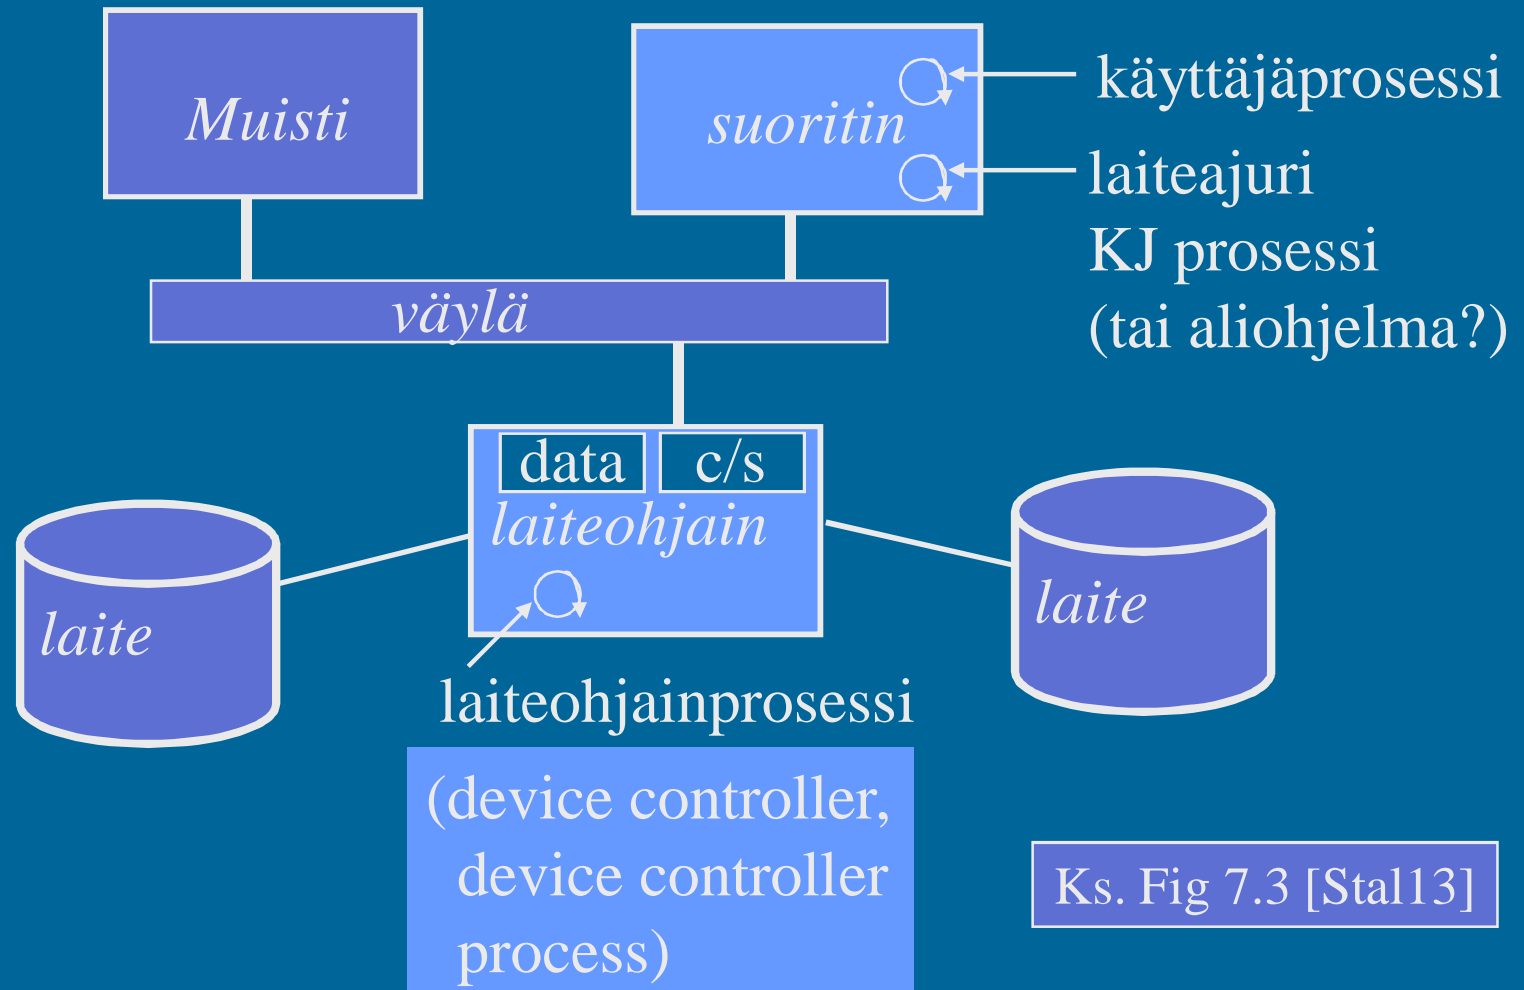 Muisti
suoritin
käyttäjäprosessi
laiteajuri
KJ prosessi
(tai aliohjelma?)
väylä
data
c/s
laiteohjain
laite
laite
laiteohjainprosessi
(device controller,
device controller
process)
Ks. Fig 7.3 [Stal13]